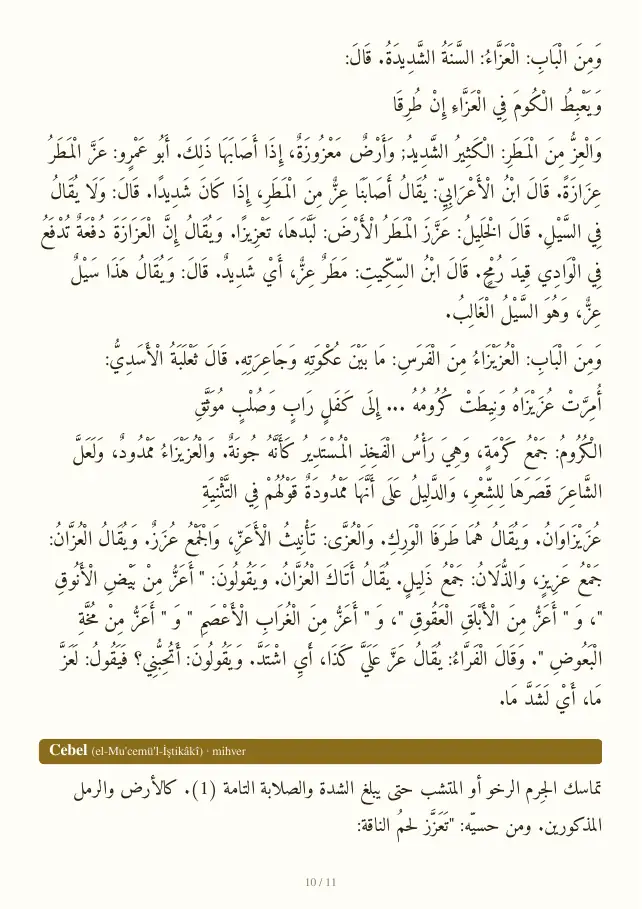 وَمِنَ الْبَابِ: الْعَزَّاءُ: السَّنَةُ الشَّدِيدَةُ. قَالَ:
وَيَعْبِطُ الْكُومَ فِي الْعَزَّاءِ إِنْ طُرِقَا
وَالْعِزُّ مِنَ الْمَطَرِ: الْكَثِيرُ الشَّدِيدُ; وَأَرْضٌ مَعْزُوزَةٌ، إِذَا أَصَابَهَا ذَلِكَ. أَبُو عَمْرٍو: عَزَّ الْمَطَرُ
عِزَازَةً. قَالَ ابْنُ الْأَعْرَابِيِّ: يُقَالُ أَصَابَنَا عِزٌّ مِنَ الْمَطَرِ، إِذَا كَانَ شَدِيدًا. قَالَ: وَلَا يُقَالُ
فِي السَّيْلِ. قَالَ الْخَلِيلُ: عَزَّزَ الْمَطَرُ الْأَرْضَ: لَبَّدَهَا، تَعْزِيزًا. وَيُقَالُ إِنَّ الْعَزَازَةَ دُفْعَةٌ تُدْفَعُ
فِي الْوَادِي قِيدَ رُمْحٍ. قَالَ ابْنُ السِّكِّيتِ: مَطَرٌ عِزٌّ، أَيْ شَدِيدٌ. قَالَ: وَيُقَالُ هَذَا سَيْلٌ
عِزٌّ، وَهُوَ السَّيْلُ الْغَالِبُ.
وَمِنَ الْبَابِ: الْعُزَيْزَاءُ مِنَ الْفَرَسِ: مَا بَيْنَ عُكْوَتِهِ وَجَاعِرَتِهِ. قَالَ ثَعْلَبَةُ الْأَسَدِيُّ:
أُمِرَّتْ عُزَيْزَاهُ وَنِيطَتْ كُرُومُهُ ... إِلَى كَفَلٍ رَابٍ وَصُلْبٍ مُوَثَّقِ
الْكُرُومُ: جَمْعُ كَرْمَةٍ، وَهِيَ رَأْسُ الْفَخِذِ الْمُسْتَدِيرُ كَأَنَّهُ جُونَةٌ. وَالْعُزَيْزَاءُ مَمْدُودٌ، وَلَعَلَّ
الشَّاعِرَ قَصَرَهَا لِلشِّعْرِ، وَالدَّلِيلُ عَلَى أَنَّهَا مَمْدُودَةٌ قَوْلُهُمْ فِي التَّثْنِيَةِ
عُزَيْزَاوَانُ. وَيُقَالُ هُمَا طَرَفَا الْوَرِكِ. وَالْعُزَّى: تَأْنِيثُ الْأَعَزِّ، وَالْجَمْعُ عُزَزٌ. وَيُقَالُ الْعُزَّانُ:
جَمْعُ عَزِيزٍ، وَالذُّلَانُ: جَمْعُ ذَلِيلٍ. يُقَالُ أَتَاكَ الْعُزَّانُ. وَيَقُولُونَ: " أَعَزُّ مِنْ بَيْضِ الْأَنُوقِ
"، وَ " أَعَزُّ مِنَ الْأَبْلَقِ الْعَقُوقِ "، وَ " أَعَزُّ مِنَ الْغُرَابِ الْأَعْصَمِ " وَ " أَعَزُّ مِنْ مُخَّةِ
الْبَعُوضِ ". وَقَالَ الْفَرَّاءُ: يُقَالُ عَزَّ عَلَيَّ كَذَا، أَيِ اشْتَدَّ. وَيَقُولُونَ: أَتُحِبُّنِي؟ فَيَقُولُ: لَعَزَّ
مَا، أَيْ لَشَدَّ مَا.
Cebel (el-Mu'cemü'l-İştikâkî) · mihver
تماسك الجِرم الرخو أو المتشب حتى يبلغ الشدة والصلابة التامة (1). كالأرض والرمل
المذكورين. ومن حسيّه: "تَعَزَّز لحمُ الناقة:
10 / 11